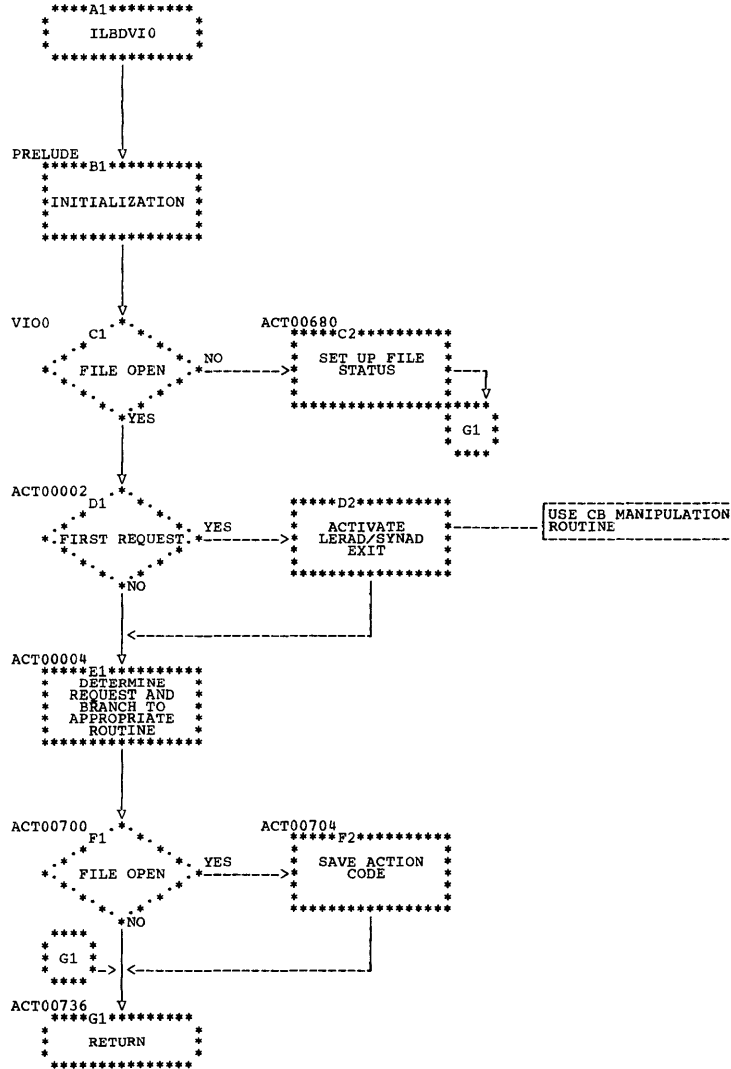 A1
ILBDVI0
PRELUDE
B1
INITIALIZATION
VIO0
C1
FILE OPEN
NO
YES
ACT00680
C2
SET UP FILE
STATUS
G1
ACT00002
D1
FIRST REQUEST
YES
NO
D2
ACTIVATE
LERAD/SYNAD
EXIT
USE CB MANIPULATION
ROUTINE
ACT00004
E1
DETERMINE
REQUEST AND
BRANCH TO
APPROPRIATE
ROUTINE
ACT00700
F1
FILE OPEN
YES
NO
ACT00704
F2
SAVE ACTION
CODE
G1
ACT00736
G1
RETURN